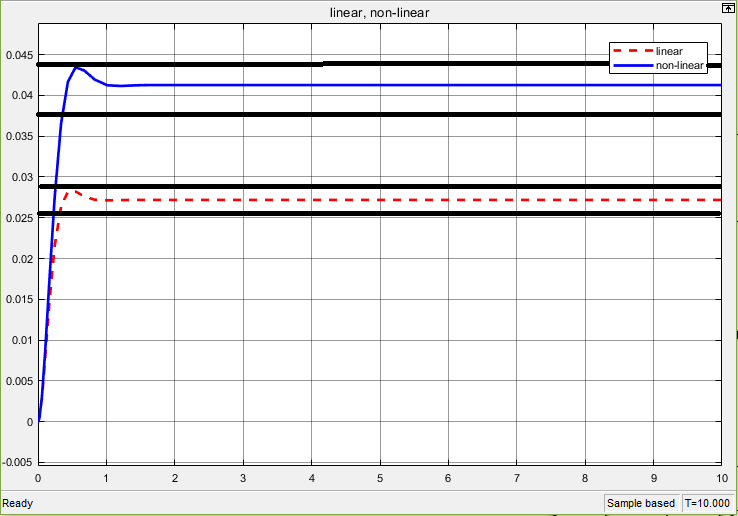 linear, non-linear
linear
non-linear
0.045
0.04
0.035
0.03
0.025
0.02
0.015
0.01
0.005
0
-0.005
0 1 2 3 4 5 6 7 8 9 10
Ready Sample based T=10.000